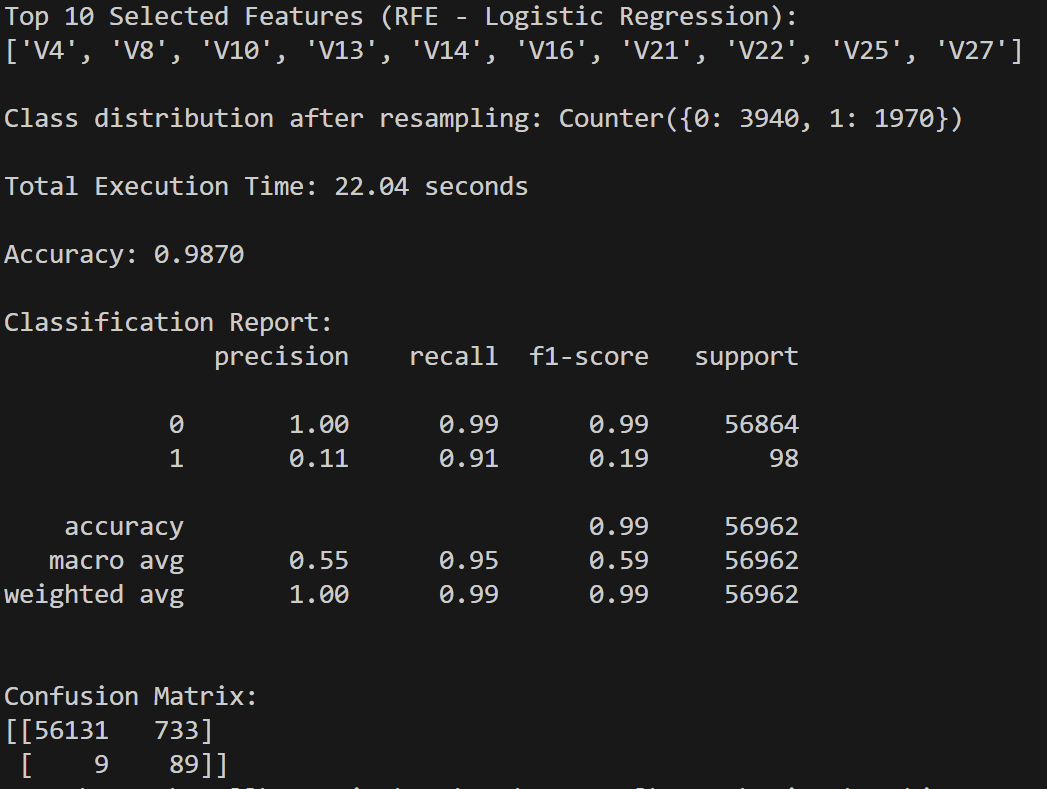 Top 10 Selected Features (RFE - Logistic Regression):
['V4', 'V8', 'V10', 'V13', 'V14', 'V16', 'V21', 'V22', 'V25', 'V27']
Class distribution after resampling: Counter({0: 3940, 1: 1970})
Total Execution Time: 22.04 seconds
Accuracy: 0.9870
Classification Report:
precision recall f1-score support
0 1.00 0.99 0.99 56864
1 0.11 0.91 0.19 98
accuracy 0.99 56962
macro avg 0.55 0.95 0.59 56962
weighted avg 1.00 0.99 0.99 56962
Confusion Matrix:
[[56131 733]
[ 9 89]]